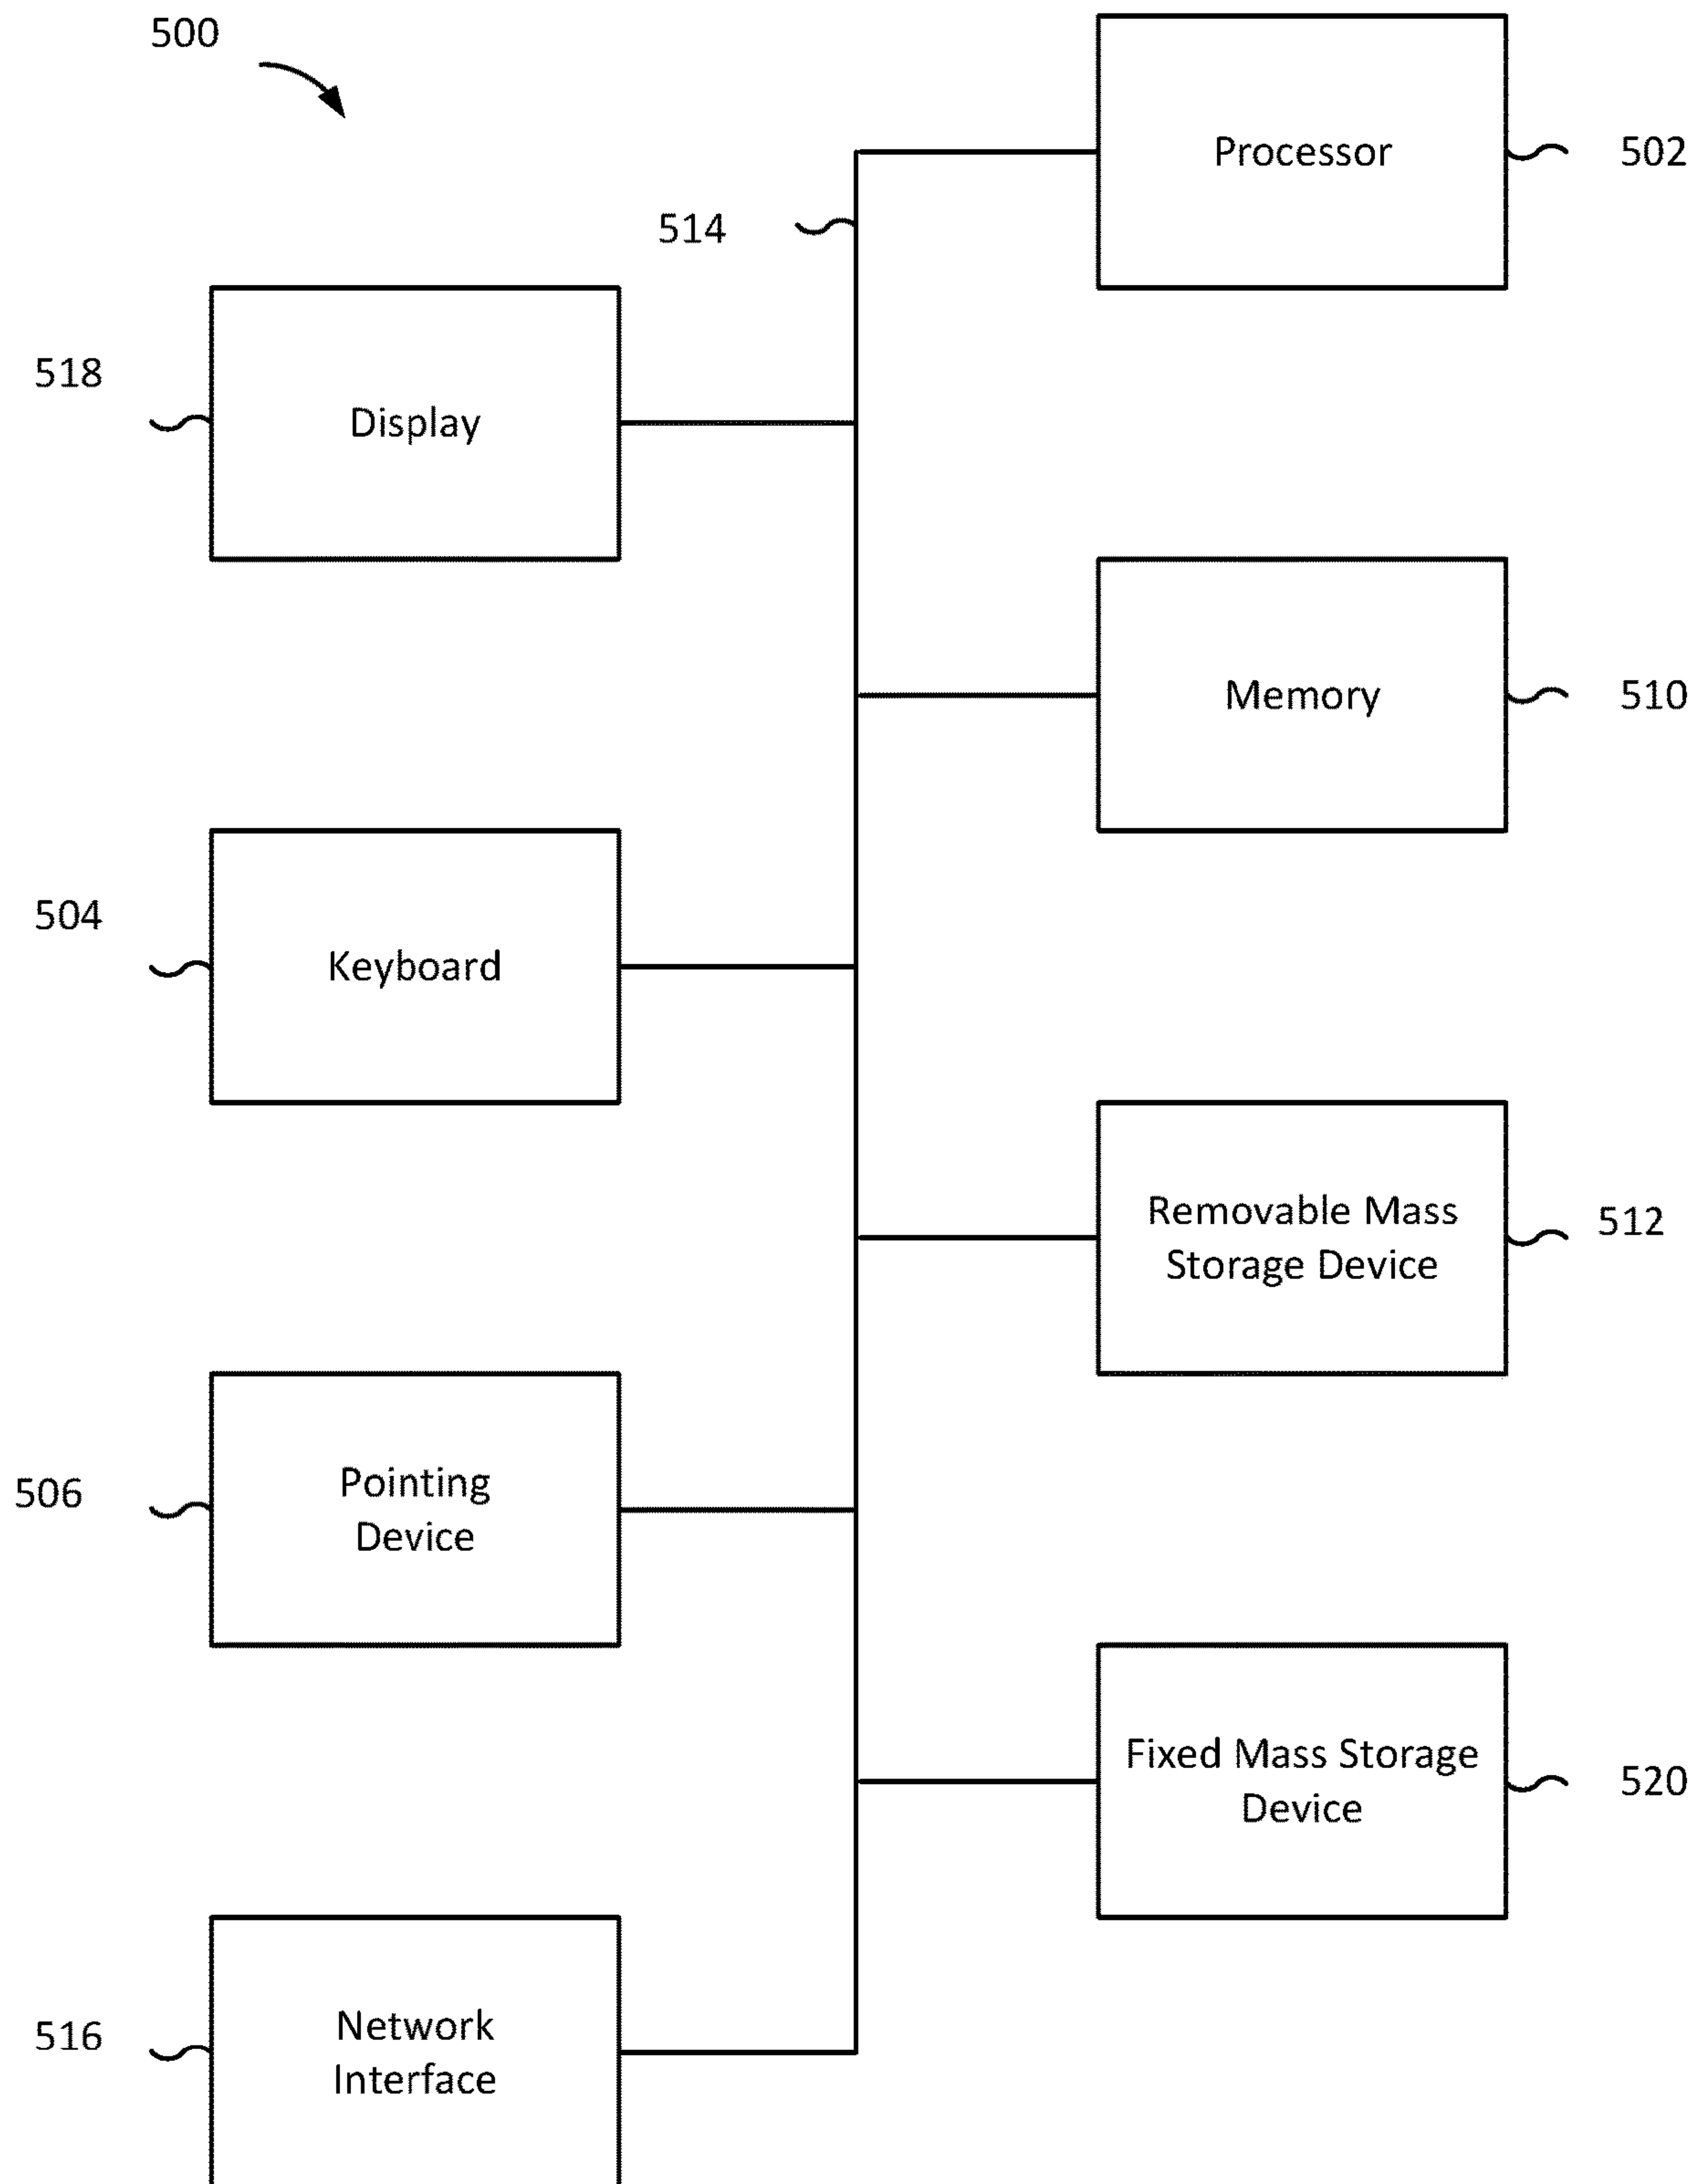 500
Processor
502
514
518
Display
Memory
510
504
Keyboard
Removable Mass
Storage Device
512
506
Pointing
Device
Fixed Mass Storage
Device
520
516
Network
Interface